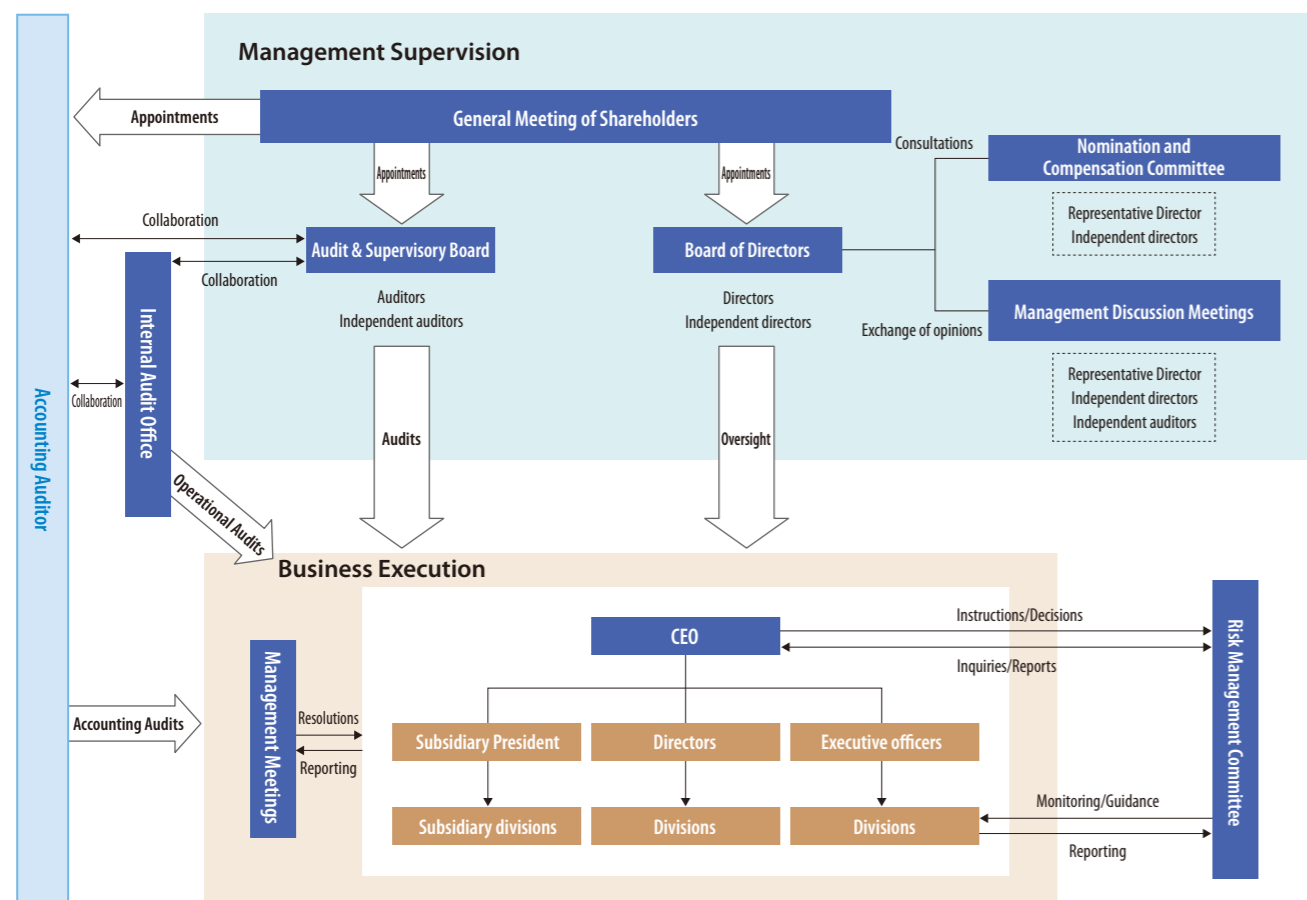 Management Supervision
Appointments
General Meeting of Shareholders
Consultations
Nomination and
Compensation Committee
Appointments
Appointments
Representative Director
Independent directors
Collaboration
Audit & Supervisory Board
Board of Directors
Collaboration
Auditors
Independent auditors
Directors
Independent directors
Management Discussion Meetings
Exchange of opinions
Representative Director
Independent directors
Independent auditors
Accounting Auditor
Collaboration
Internal Audit Office
Audits
Oversight
Operational Audits
Business Execution
CEO
Instructions/Decisions
Inquiries/Reports
Risk Management Committee
Accounting Audits
Management Meetings
Resolutions
Reporting
Subsidiary President
Directors
Executive officers
Subsidiary divisions
Divisions
Divisions
Monitoring/Guidance
Reporting